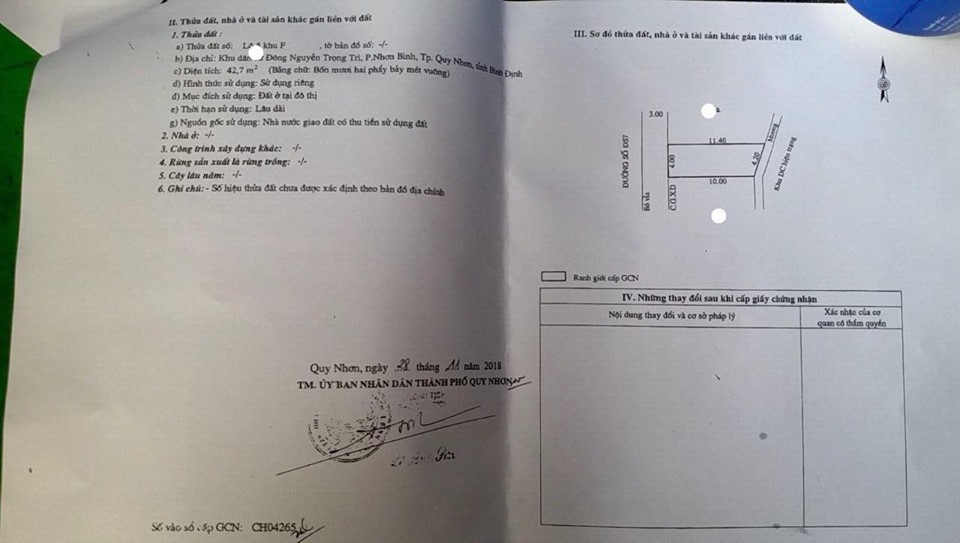 II. Thửa đất, nhà ở và tài sản khác gắn liền với đất
1. Thửa đất :
a) Thửa đất số: khu F , tờ bản đồ số: -/-
b) Địa chỉ: Khu Đông Nguyễn Trọng Trì, P.Nhơn Bình, Tp. Quy Nhơn, tỉnh Bình Định
c) Diện tích: 42,7 m² (Bằng chữ: Bốn mươi hai phẩy bảy mét vuông)
d) Hình thức sử dụng: Sử dụng riêng
đ) Mục đích sử dụng: Đất ở tại đô thị
e) Thời hạn sử dụng: Lâu dài
g) Nguồn gốc sử dụng: Nhà nước giao đất có thu tiền sử dụng đất
2. Nhà ở: -/-
3. Công trình xây dựng khác: -/-
4. Rừng sản xuất là rừng trồng: -/-
5. Cây lâu năm: -/-
6. Ghi chú: - Số hiệu thửa đất chưa được xác định theo bản đồ địa chính
Quy Nhơn, ngày 28 tháng 11 năm 2018
TM. ỦY BAN NHÂN DÂN THÀNH PHỐ QUY NHƠN
Số vào sổ cấp GCN: CH04265
III. Sơ đồ thửa đất, nhà ở và tài sản khác gắn liền với đất
3.00
11.40
Mương
ĐƯỜNG SỐ ĐS7
4.00
4.20
Khu DC hiện trạng
10.00
Bó vỉa
C.G.X.D
Ranh giới cấp GCN
IV. Những thay đổi sau khi cấp giấy chứng nhận
Nội dung thay đổi và cơ sở pháp lý
Xác nhận của cơ
quan có thẩm quyền